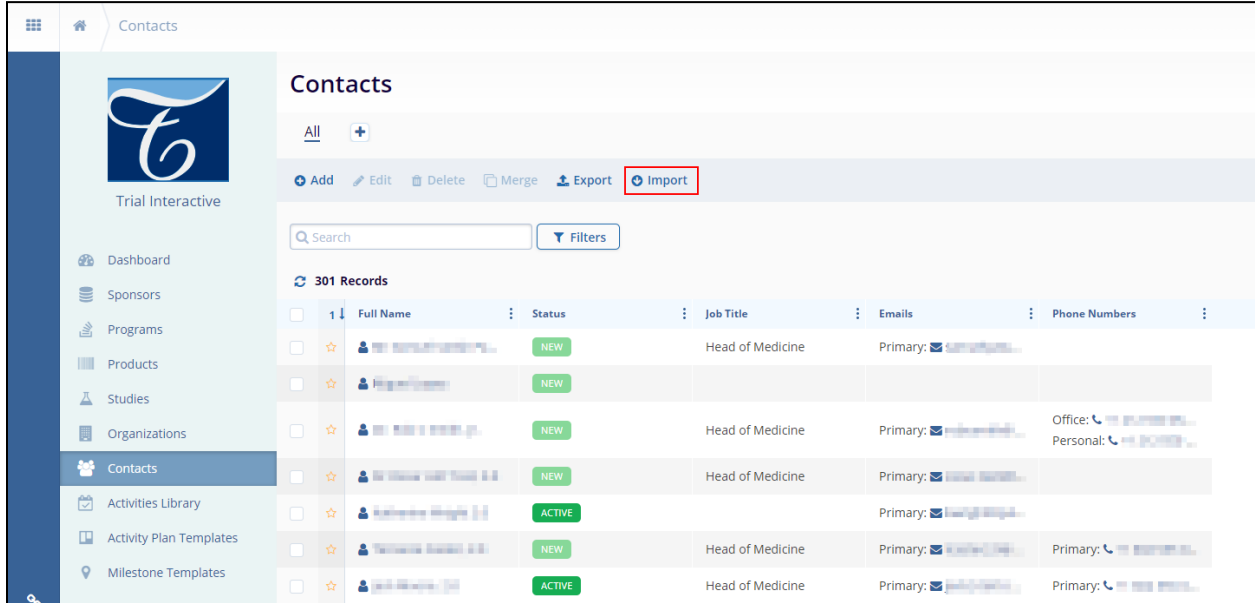 Contacts
Trial Interactive
Dashboard
Sponsors
Programs
Products
Studies
Organizations
Contacts
Activities Library
Activity Plan Templates
Milestone Templates
Contacts
All
Add Edit Delete Merge Export Import
Search Filters
301 Records
1 Full Name Status Job Title Emails Phone Numbers
NEW Head of Medicine Primary:
NEW
NEW Head of Medicine Primary: Office:
Personal:
NEW Head of Medicine Primary:
ACTIVE Primary:
NEW Head of Medicine Primary: Primary:
ACTIVE Head of Medicine Primary: Primary: